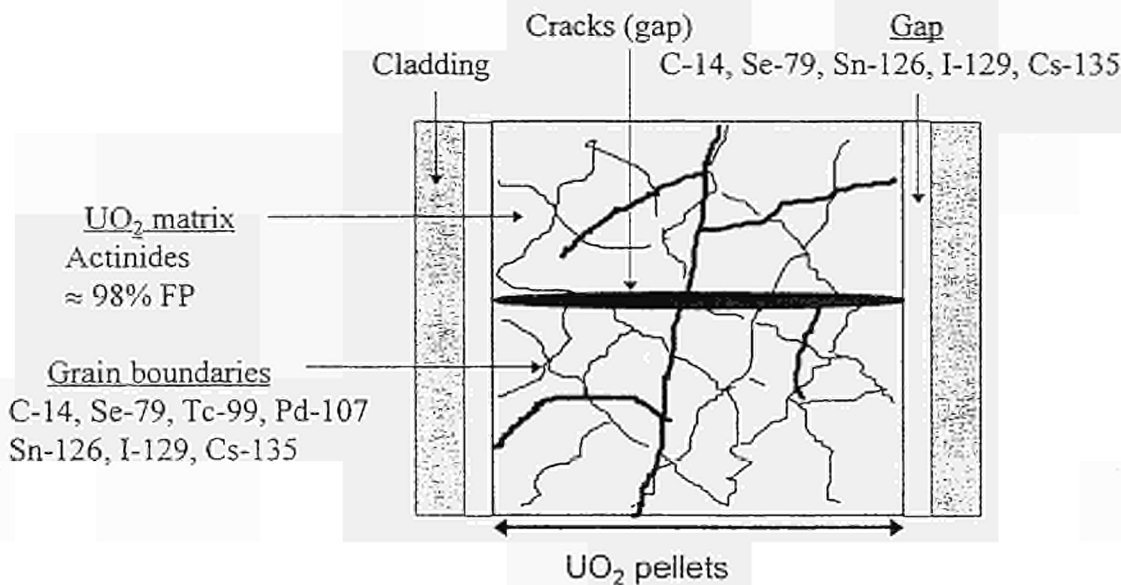 Cracks (gap)
Gap
Cladding
C-14, Se-79, Sn-126, I-129, Cs-135
UO₂ matrix
Actinides
≈ 98% FP
Grain boundaries
C-14, Se-79, Tc-99, Pd-107
Sn-126, I-129, Cs-135
UO₂ pellets